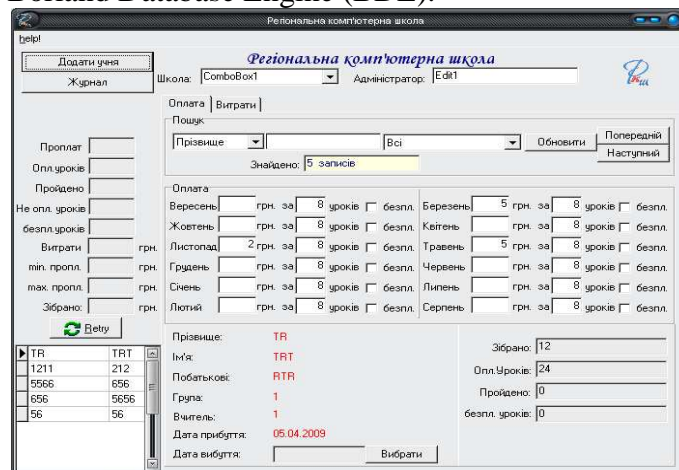 Borland Database Engine (BDE).
Регіональна комп'ютерна школа
help!
Додати учня
Журнал
Регіональна комп'ютерна школа
Школа: ComboBox1 Адміністратор: Edit1
Оплата Витрати
Пошук
Прізвище Всі Обновити Попередній
Наступний
Знайдено: 5 записів
Проплат
Опл.уроків
Пройдено
Не опл. уроків
безпл.уроків
Витрати грн.
min. пропл. грн.
max. пропл. грн.
Зібрано: грн.
Retry
Оплата
Вересень грн. за 8 уроків безпл. Березень 5 грн. за 8 уроків безпл.
Жовтень грн. за 8 уроків безпл. Квітень грн. за 8 уроків безпл.
Листопад 2 грн. за 8 уроків безпл. Травень 5 грн. за 8 уроків безпл.
Грудень грн. за 8 уроків безпл. Червень грн. за 8 уроків безпл.
Січень грн. за 8 уроків безпл. Липень грн. за 8 уроків безпл.
Лютий грн. за 8 уроків безпл. Серпень грн. за 8 уроків безпл.
TR TRT
1211 212
5566 656
656 5656
56 56
Прізвище: TR
Ім'я: TRT
Побатькові: RTR
Група: 1
Вчитель: 1
Дата прибуття: 05.04.2009
Дата вибуття: Вибрати
Зібрано: 12
Опл.Уроків: 24
Пройдено: 0
безпл. уроків: 0